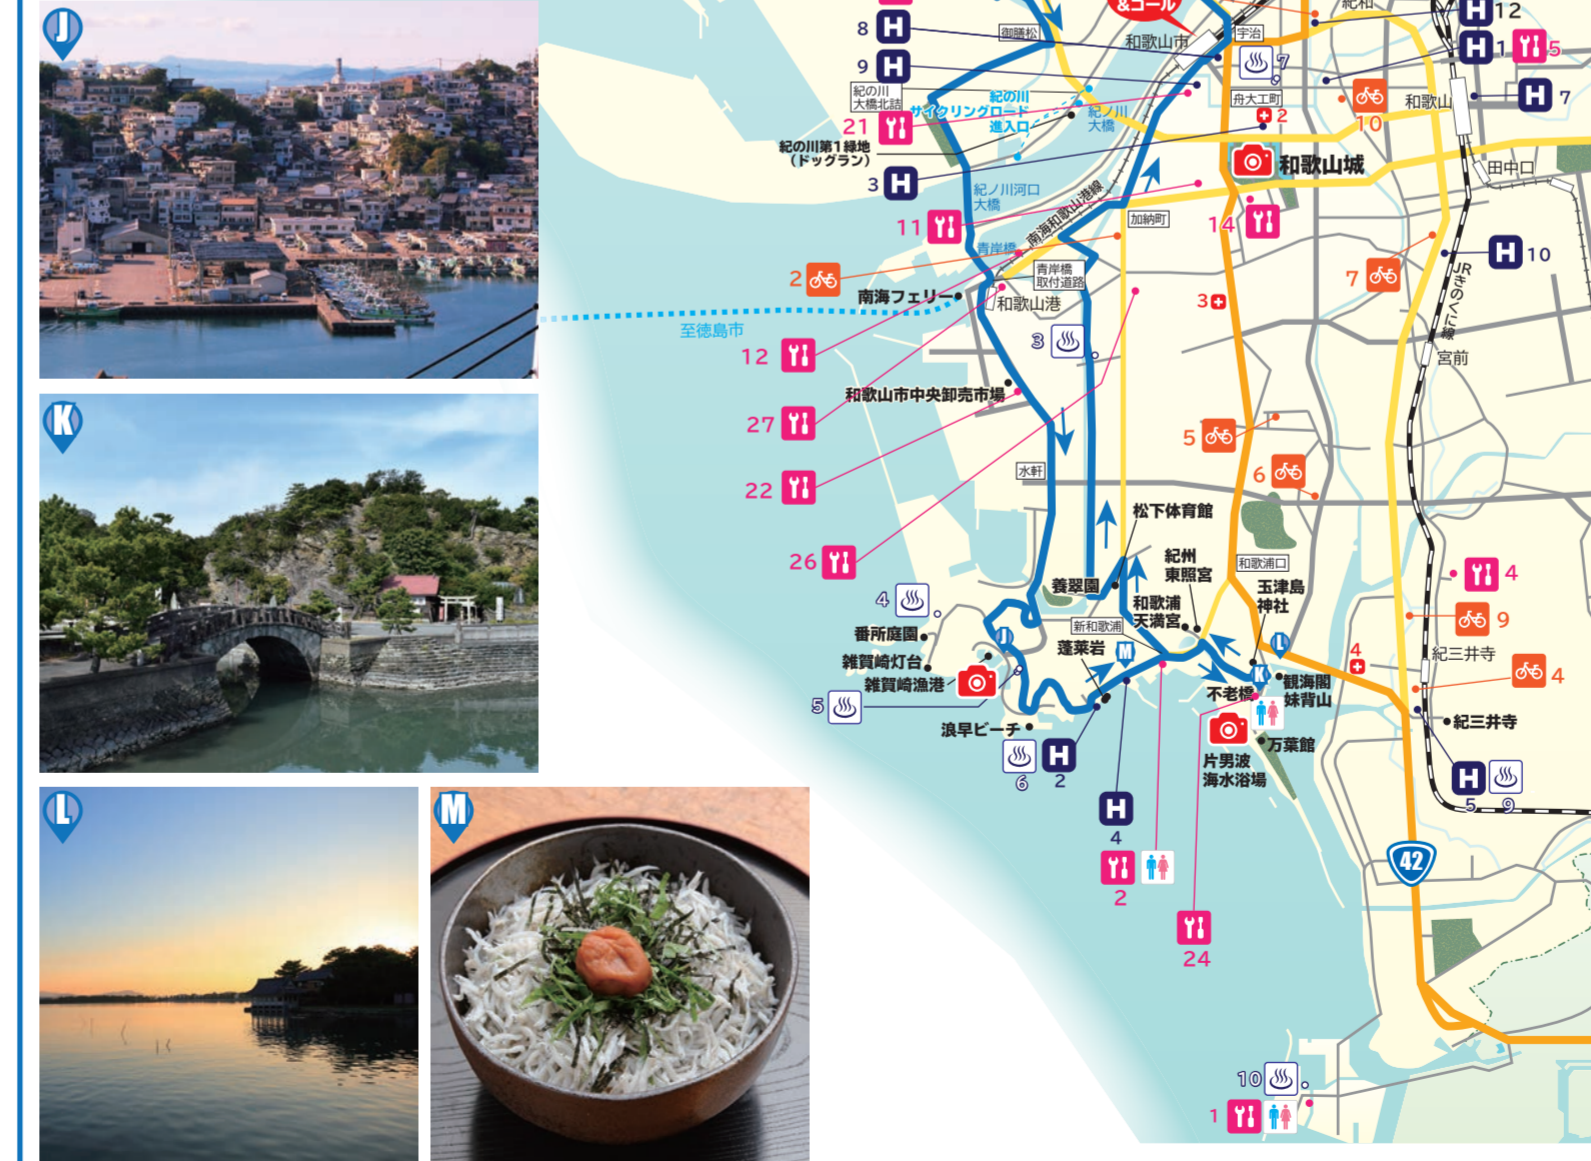 J
K
L
M
&ゴール
紀和
12
8
御膳松
和歌山市
宇治
1
5
9
7
紀の川
大橋北詰
紀の川
サイクリングロード
進入口
紀ノ川
大橋
舟大工町
2
10
和歌山
7
21
紀の川第1緑地
(ドッグラン)
和歌山城
田中口
3
紀ノ川河口
大橋
南海和歌山港線
加納町
11
青岸橋
14
青岸橋
取付道路
10
2
7
JRきのくに線
南海フェリー
和歌山港
3
至徳島市
3
12
宮前
和歌山市中央卸売市場
27
5
水軒
6
22
松下体育館
26
紀州
東照宮
和歌浦口
養翠園
玉津島
神社
4
4
和歌浦
天満宮
9
番所庭園
新和歌浦
J
蓬莱岩
M
L
4
紀三井寺
雑賀崎灯台
雑賀崎漁港
K
観海閣
4
不老橋
妹背山
5
紀三井寺
浪早ビーチ
万葉館
6
H
2
片男波
海水浴場
H
5
9
H
4
42
2
24
10
1